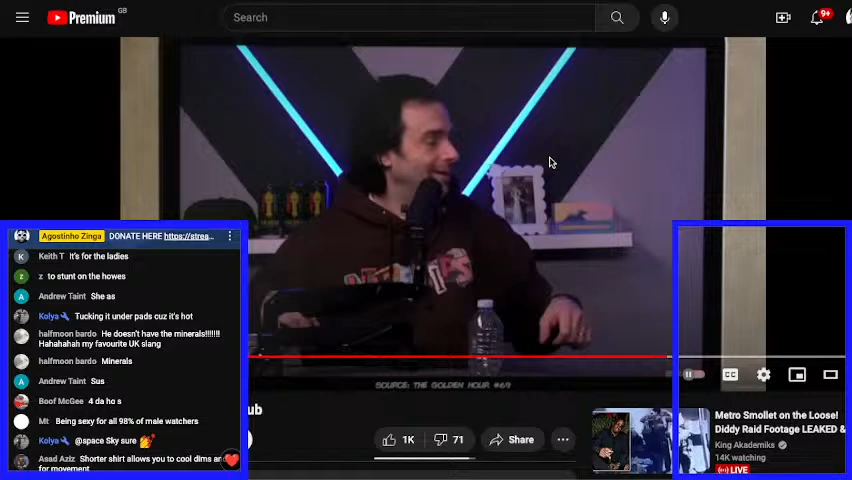 Premium GB
Search
9+
Agostinho Zinga DONATE HERE https://strea...
K Keith T It's for the ladies
z z to stunt on the howes
A Andrew Taint She as
Kolya Tucking it under pads cuz it's hot
halfmoon bardo He doesn't have the minerals!!!!!!!
Hahahahah my favourite UK slang
halfmoon bardo Minerals
A Andrew Taint Sus
Boof McGee 4 da ho s
Mt Being sexy for all 98% of male watchers
Kolya @space Sky sure
Asad Aziz Shorter shirt allows you to cool dims an
for movement
SOURCE: THE GOLDEN HOUR #69
CC
ub
1K
71
Share
Metro Smollet on the Loose!
Diddy Raid Footage LEAKED &
King Akademiks
14K watching
LIVE